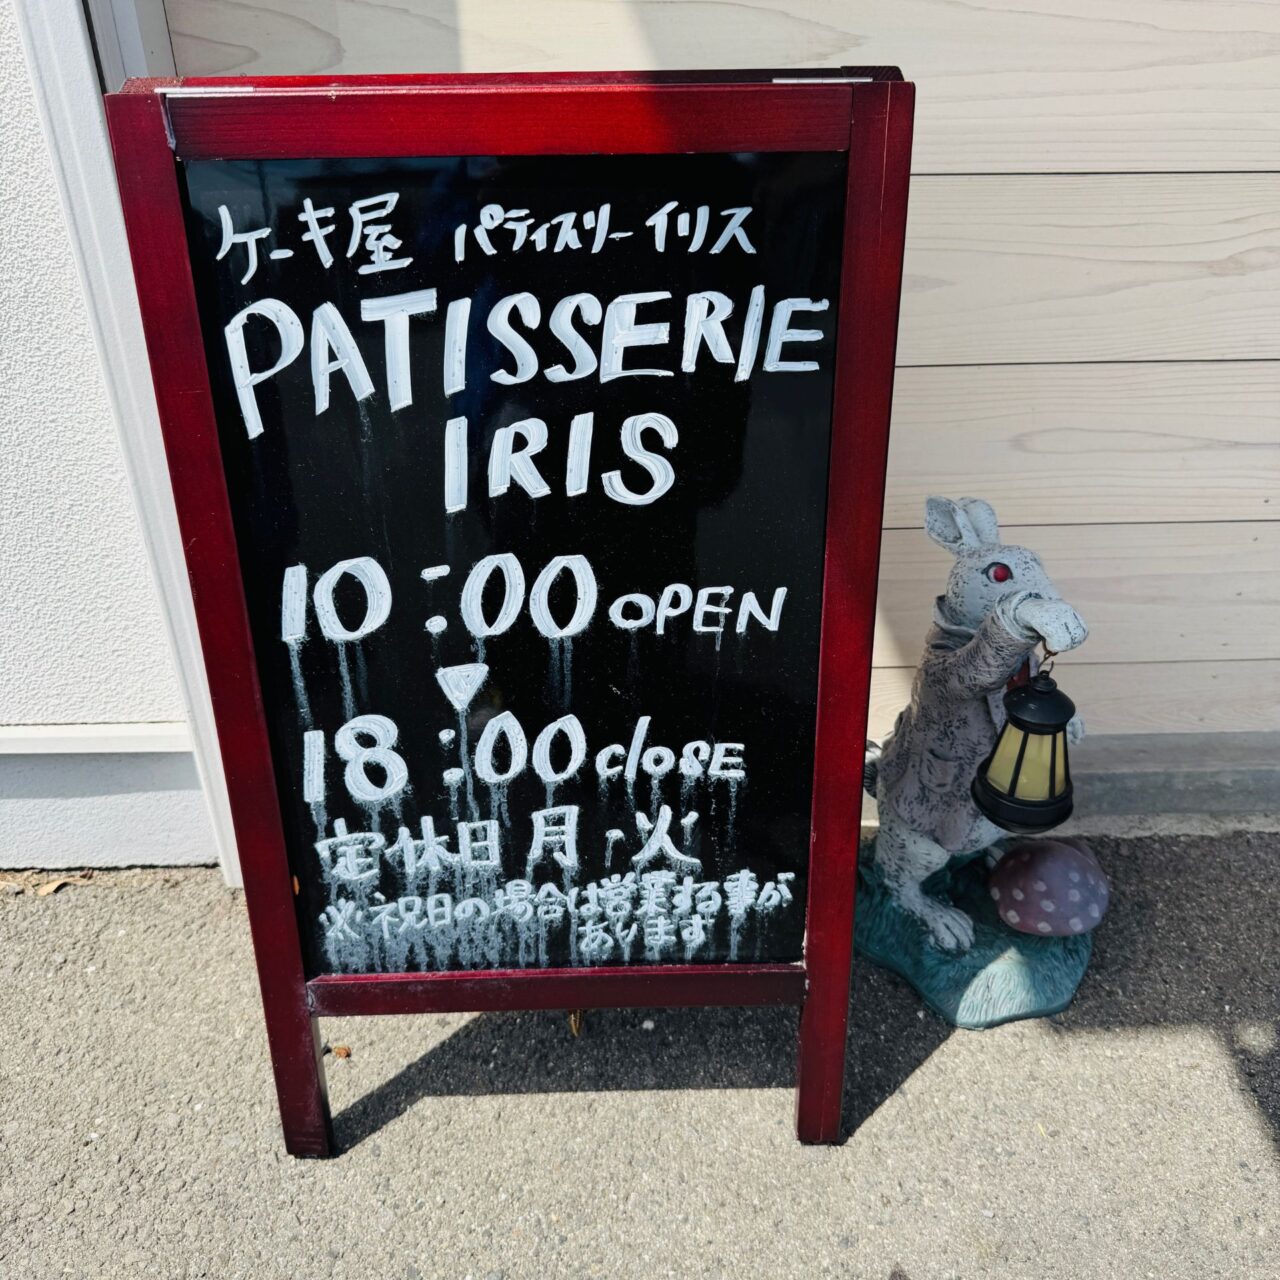 ケーキ屋 パティスリーイリス
PATISSERIE
IRIS
10:00 OPEN
▽
18:00 cloSE
定休日 月・火
※祝日の場合は営業する事が
あります